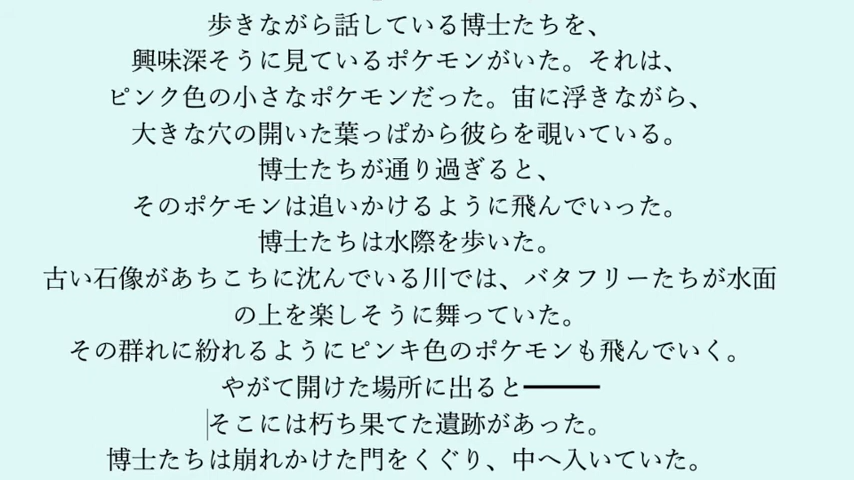 歩きながら話している博士たちを、
興味深そうに見ているポケモンがいた。それは、
ピンク色の小さなポケモンだった。宙に浮きながら、
大きな穴の開いた葉っぱから彼らを覗いている。
博士たちが通り過ぎると、
そのポケモンは追いかけるように飛んでいった。
博士たちは水際を歩いた。
古い石像があちこちに沈んでいる川では、バタフリーたちが水面
の上を楽しそうに舞っていた。
その群れに紛れるようにピンキ色のポケモンも飛んでいく。
やがて開けた場所に出ると━━━
そこには朽ち果てた遺跡があった。
博士たちは崩れかけた門をくぐり、中へ入いていた。